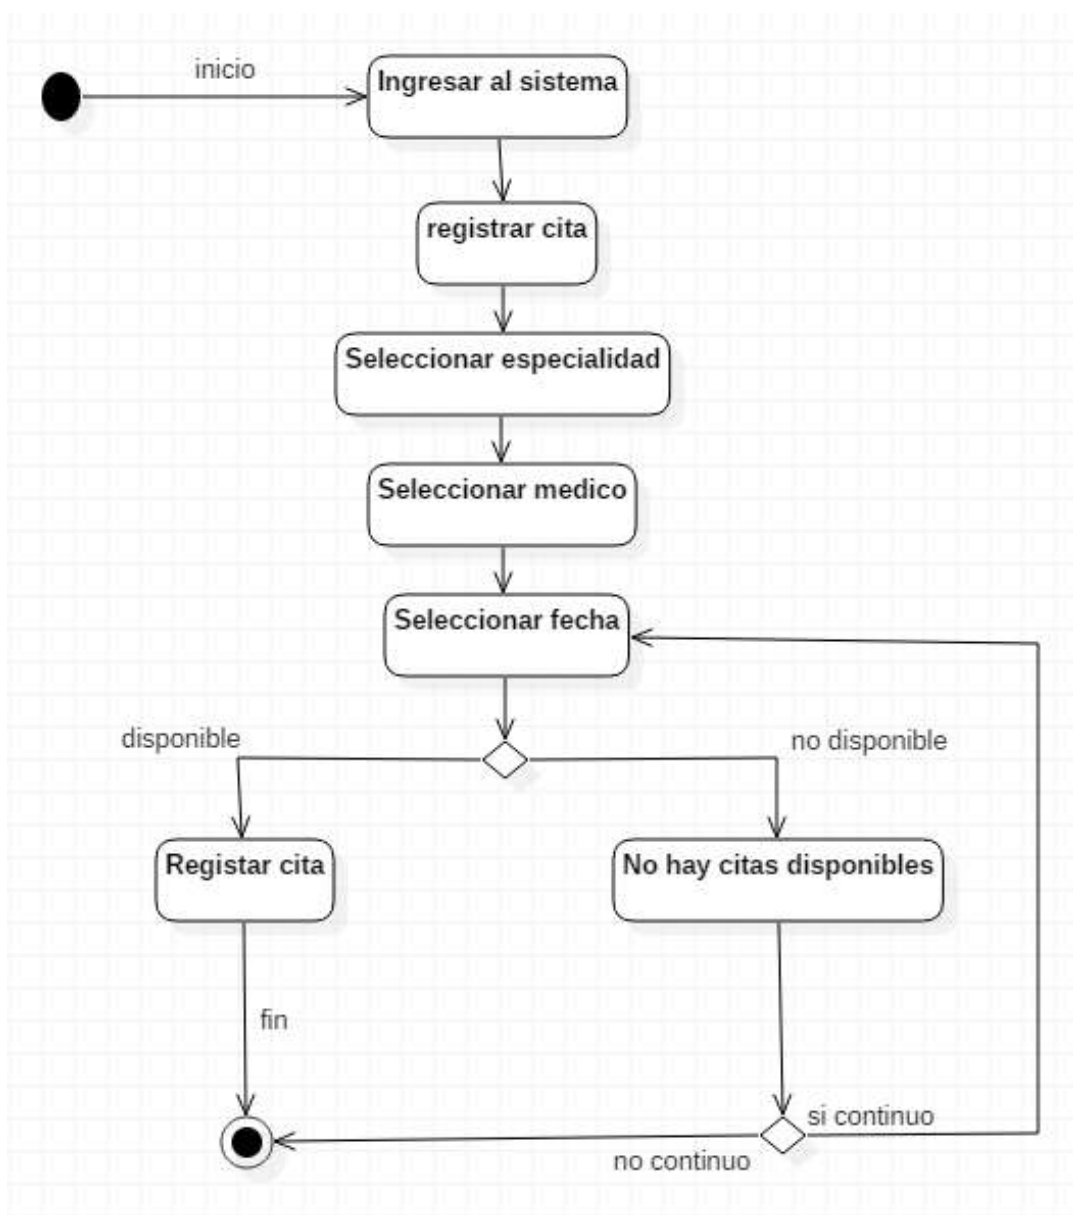 inicio
Ingresar al sistema
registrar cita
Seleccionar especialidad
Seleccionar medico
Seleccionar fecha
disponible
no disponible
Registar cita
No hay citas disponibles
fin
si continuo
no continuo